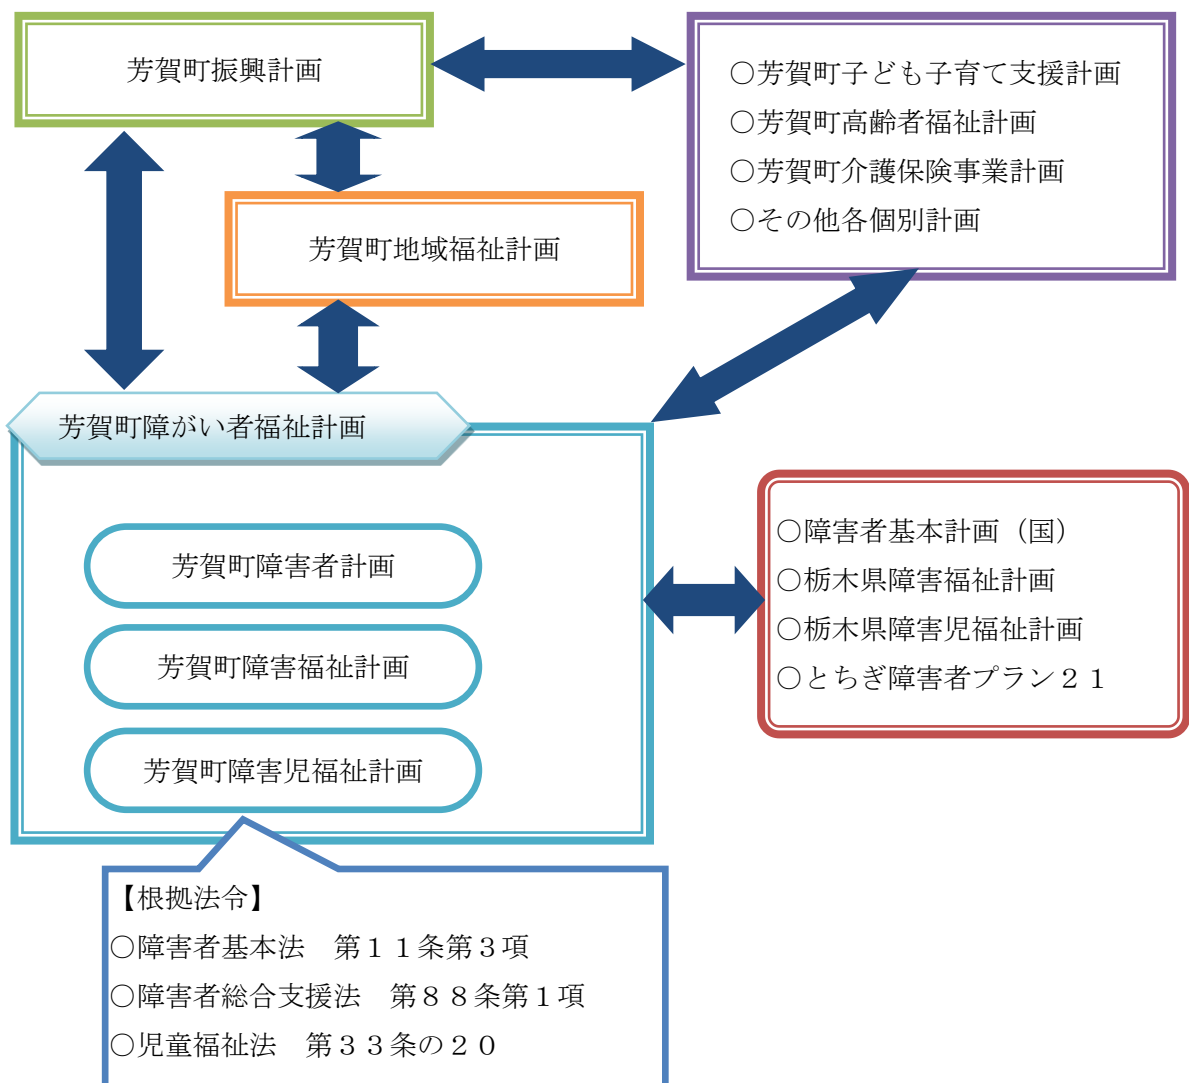 芳賀町振興計画
○芳賀町子ども子育て支援計画
○芳賀町高齢者福祉計画
○芳賀町介護保険事業計画
○その他各個別計画
芳賀町地域福祉計画
芳賀町障がい者福祉計画
芳賀町障害者計画
芳賀町障害福祉計画
芳賀町障害児福祉計画
○障害者基本計画（国）
○栃木県障害福祉計画
○栃木県障害児福祉計画
○とちぎ障害者プラン２１
【根拠法令】
○障害者基本法　第１１条第３項
○障害者総合支援法　第８８条第１項
○児童福祉法　第３３条の２０